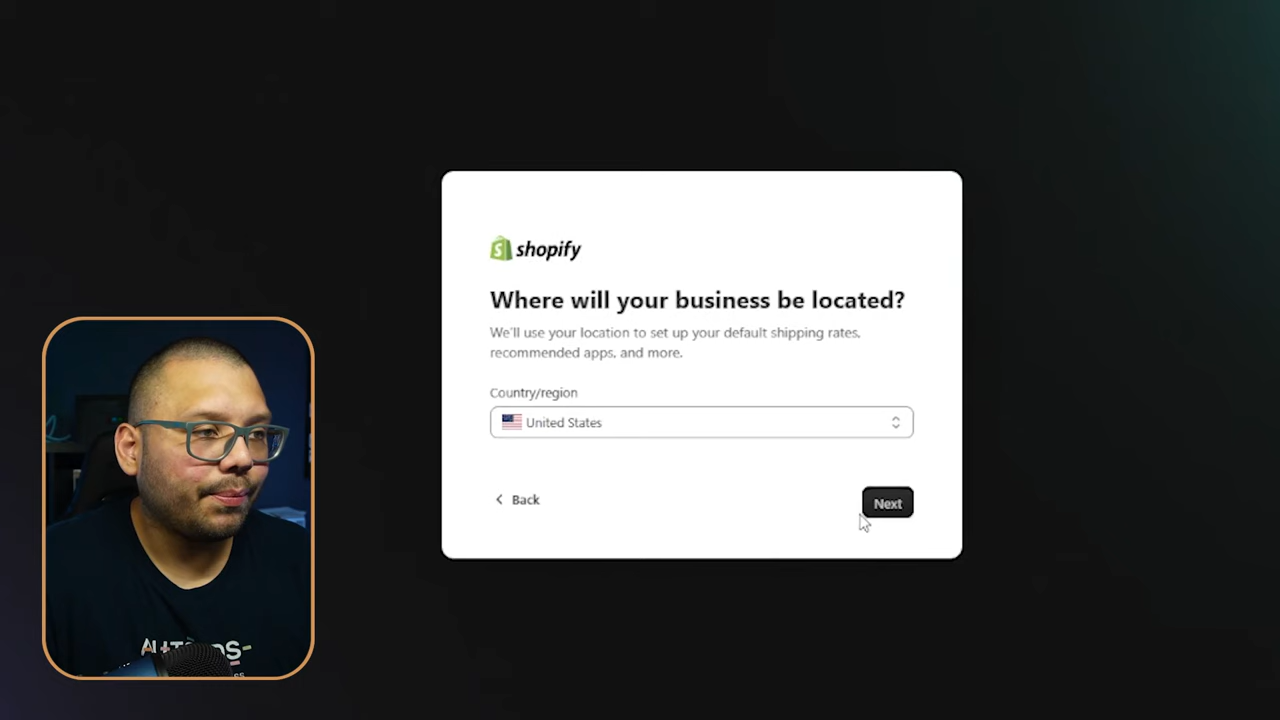 shopify
Where will your business be located?
We'll use your location to set up your default shipping rates,
recommended apps, and more.
Country/region
United States
Back
Next